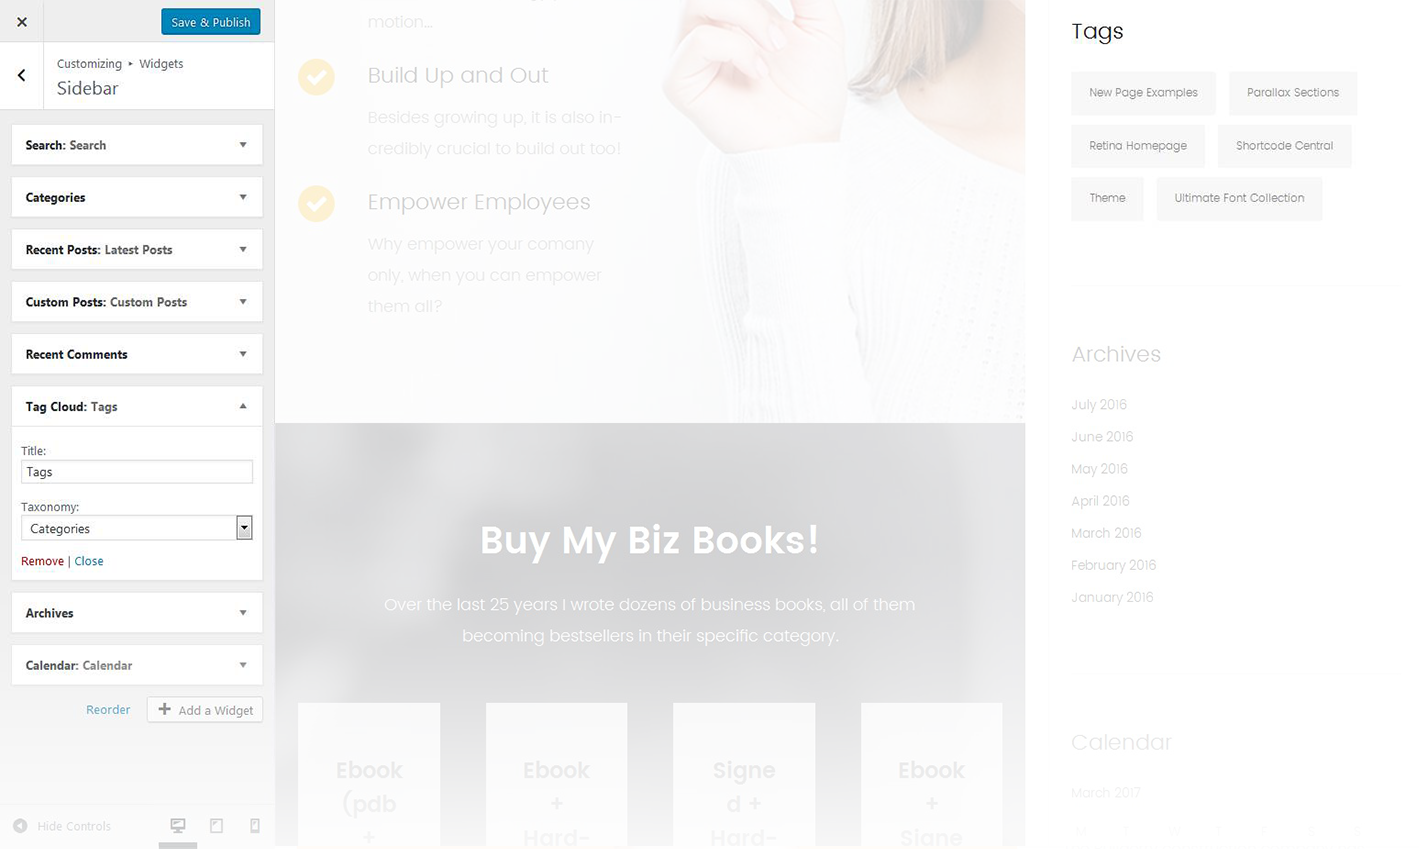 Save & Publish
Customizing ▸ Widgets
Sidebar
Search: Search
Categories
Recent Posts: Latest Posts
Custom Posts: Custom Posts
Recent Comments
Tag Cloud: Tags
Title:
Tags
Taxonomy:
Categories
Remove | Close
Archives
Calendar: Calendar
Reorder
Add a Widget
Hide Controls
motion...
Build Up and Out
Besides growing up, it is also in-
credibly crucial to build out too!
Empower Employees
Why empower your comany
only, when you can empower
them all?
Buy My Biz Books!
Over the last 25 years I wrote dozens of business books, all of them
becoming bestsellers in their specific category.
Ebook
(pdb
+
Ebook
+
Hard-
Signe
d +
Hard-
Ebook
+
Signe
Tags
New Page Examples
Parallax Sections
Retina Homepage
Shortcode Central
Theme
Ultimate Font Collection
Archives
July 2016
June 2016
May 2016
April 2016
March 2016
February 2016
January 2016
Calendar
March 2017